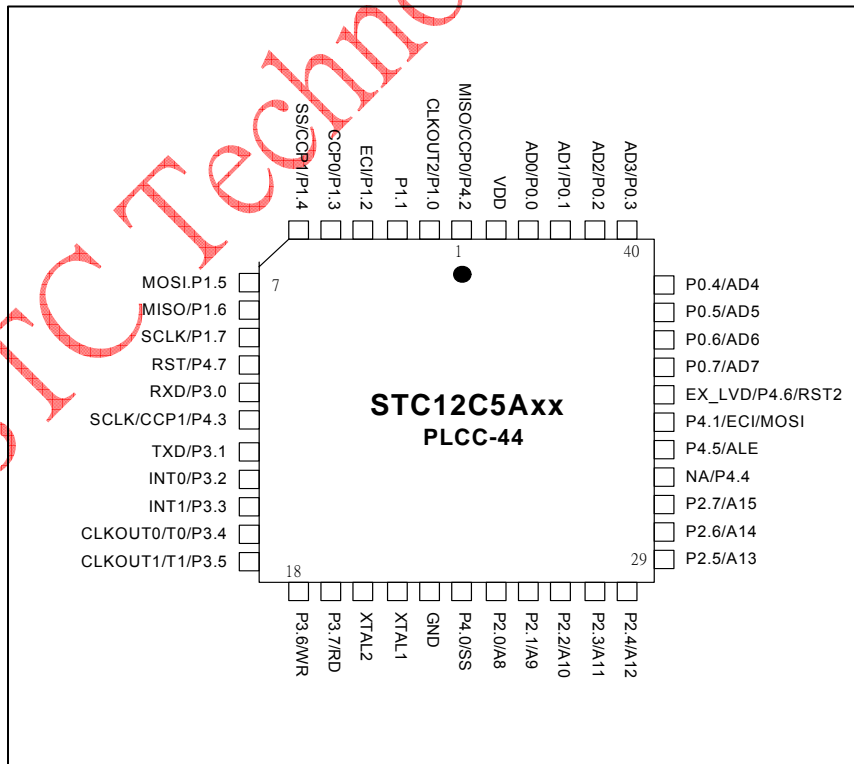 STC Techno
SS/CCP1/P1.4
CCP0/P1.3
ECI/P1.2
P1.1
CLKOUT2/P1.0
MISO/CCP0/P4.2
VDD
AD0/P0.0
AD1/P0.1
AD2/P0.2
AD3/P0.3
1
40
7
MOSI.P1.5
MISO/P1.6
SCLK/P1.7
RST/P4.7
RXD/P3.0
SCLK/CCP1/P4.3
TXD/P3.1
INT0/P3.2
INT1/P3.3
CLKOUT0/T0/P3.4
CLKOUT1/T1/P3.5
STC12C5Axx
PLCC-44
P0.4/AD4
P0.5/AD5
P0.6/AD6
P0.7/AD7
EX_LVD/P4.6/RST2
P4.1/ECI/MOSI
P4.5/ALE
NA/P4.4
P2.7/A15
P2.6/A14
P2.5/A13
18
29
P3.6/WR
P3.7/RD
XTAL2
XTAL1
GND
P4.0/SS
P2.0/A8
P2.1/A9
P2.2/A10
P2.3/A11
P2.4/A12